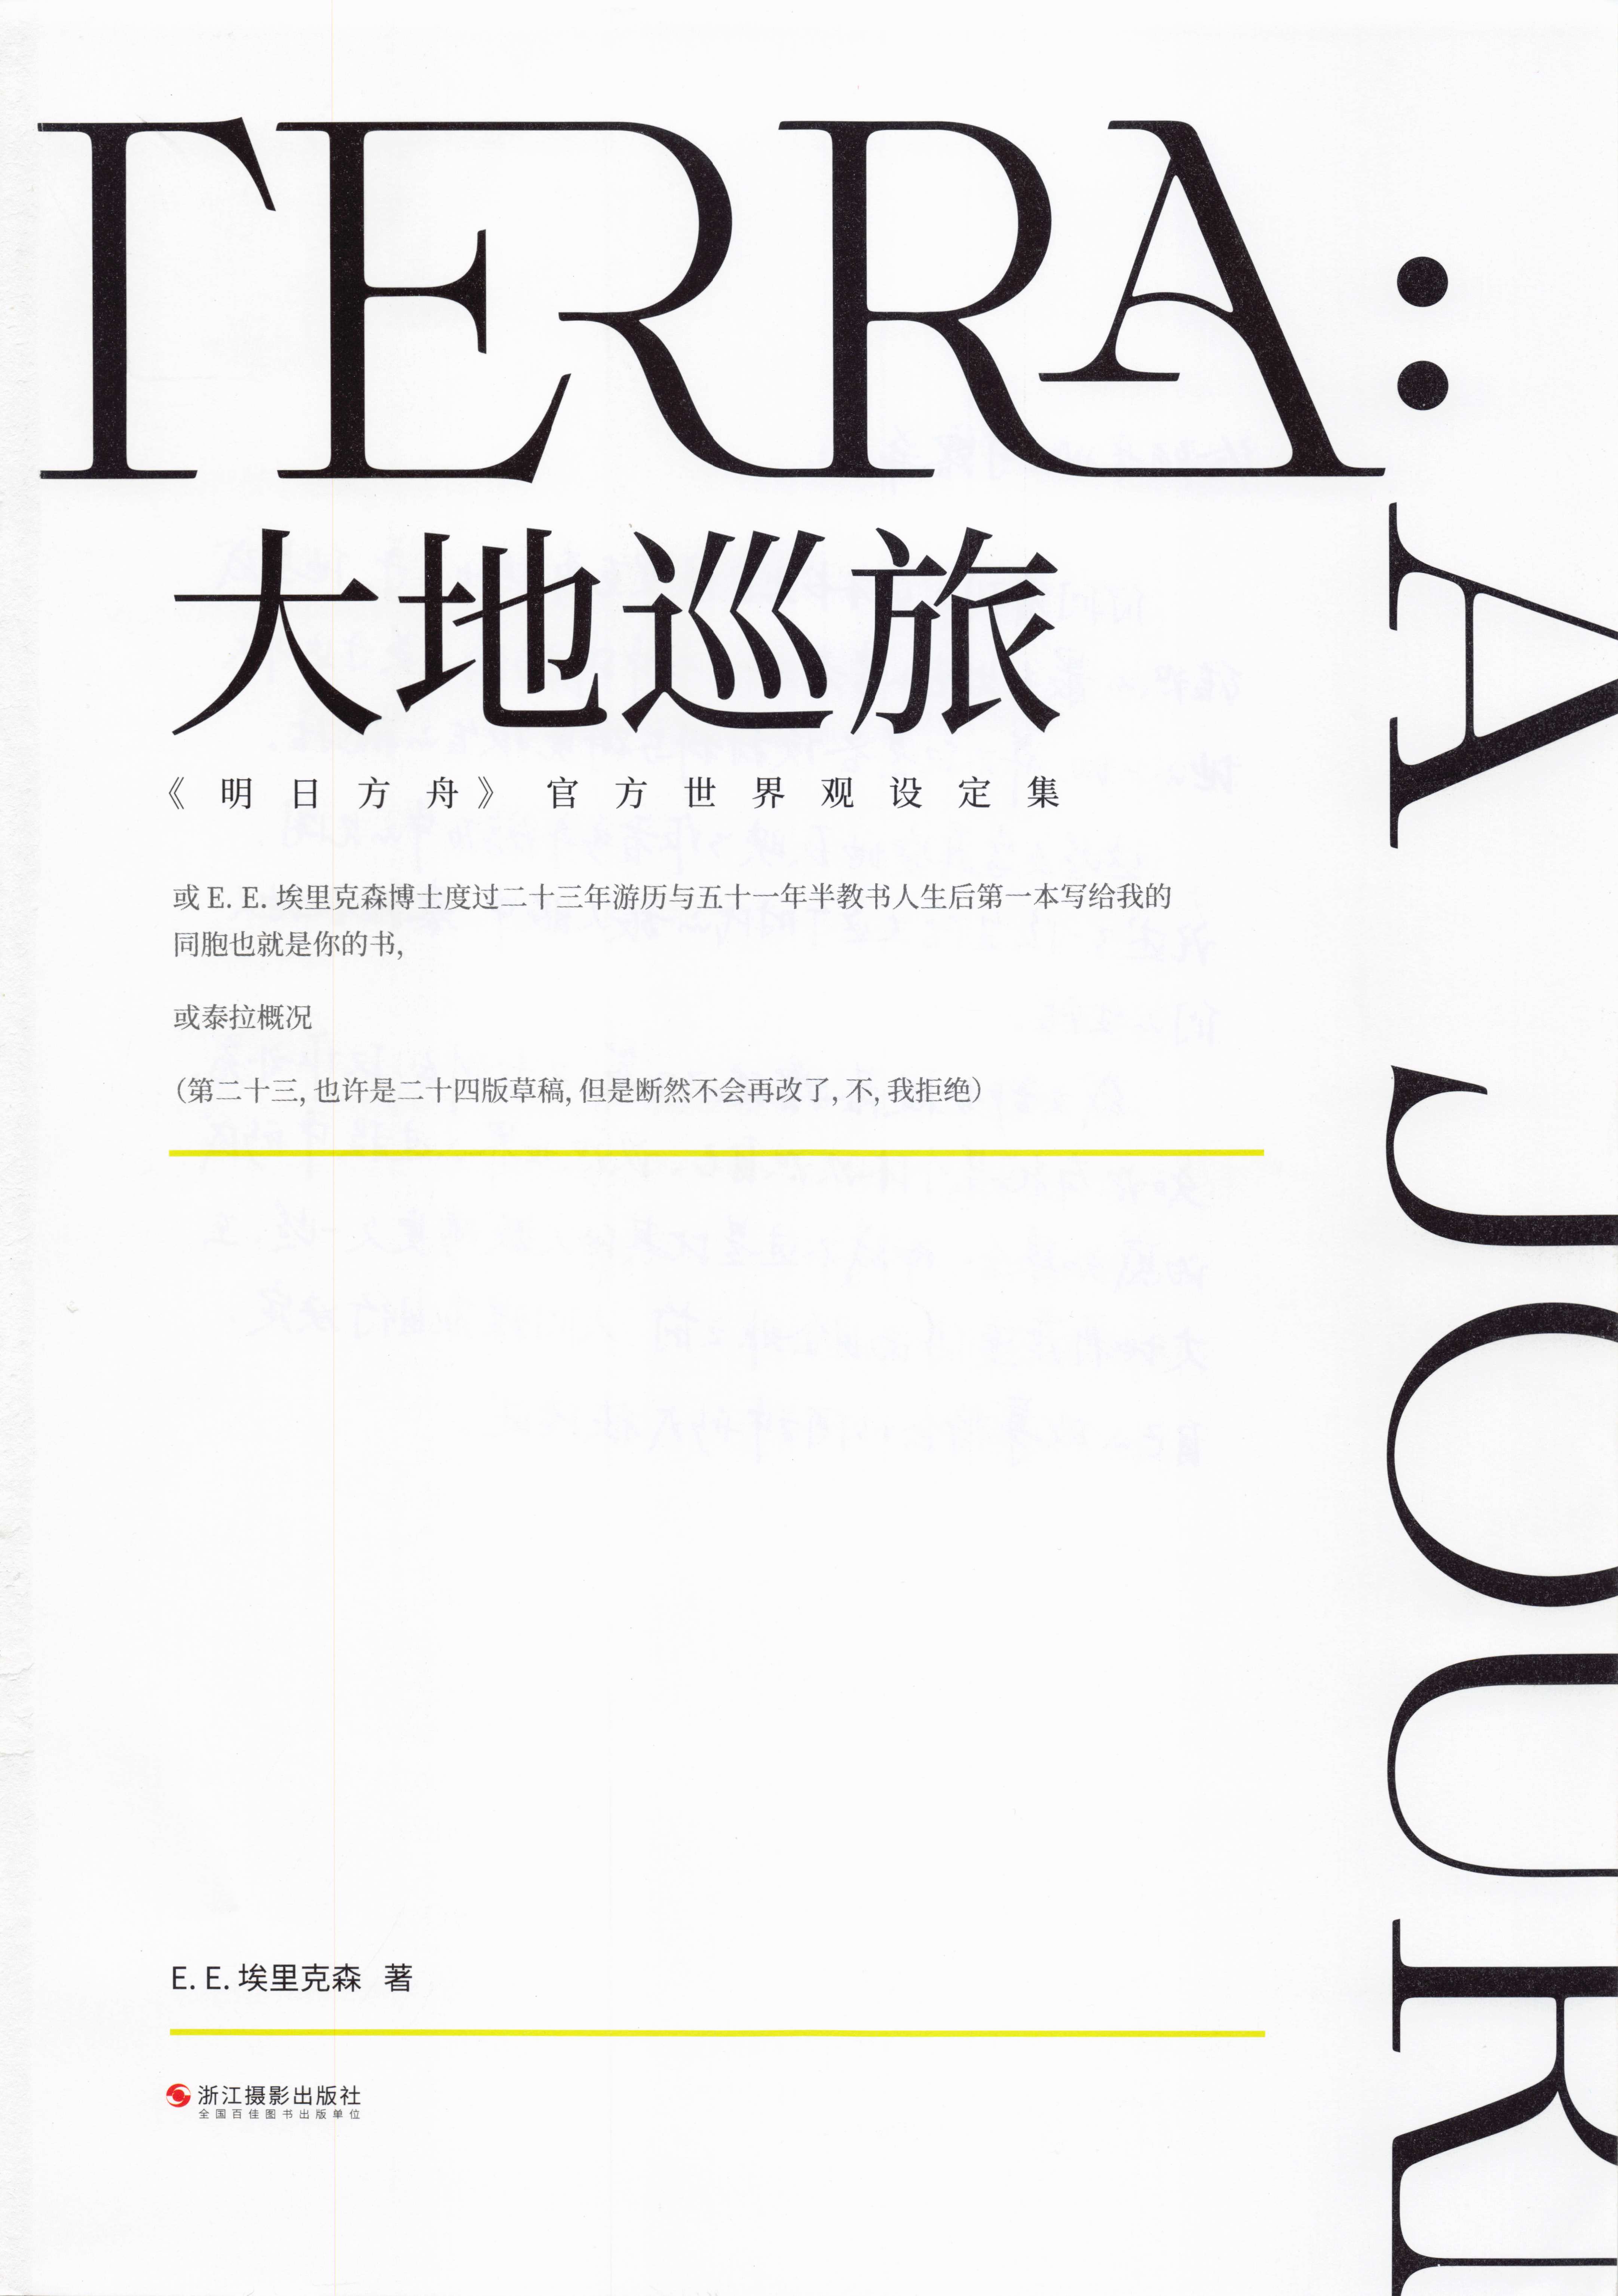 TERRA:
大地巡旅
《明日方舟》官方世界观设定集
或 E. E. 埃里克森博士度过二十三年游历与五十一年半教书人生后第一本写给我的
同胞也就是你的书,
或泰拉概况
（第二十三, 也许是二十四版草稿, 但是断然不会再改了, 不, 我拒绝）
A JOUR
E. E. 埃里克森 著
浙江摄影出版社
全国百佳图书出版单位